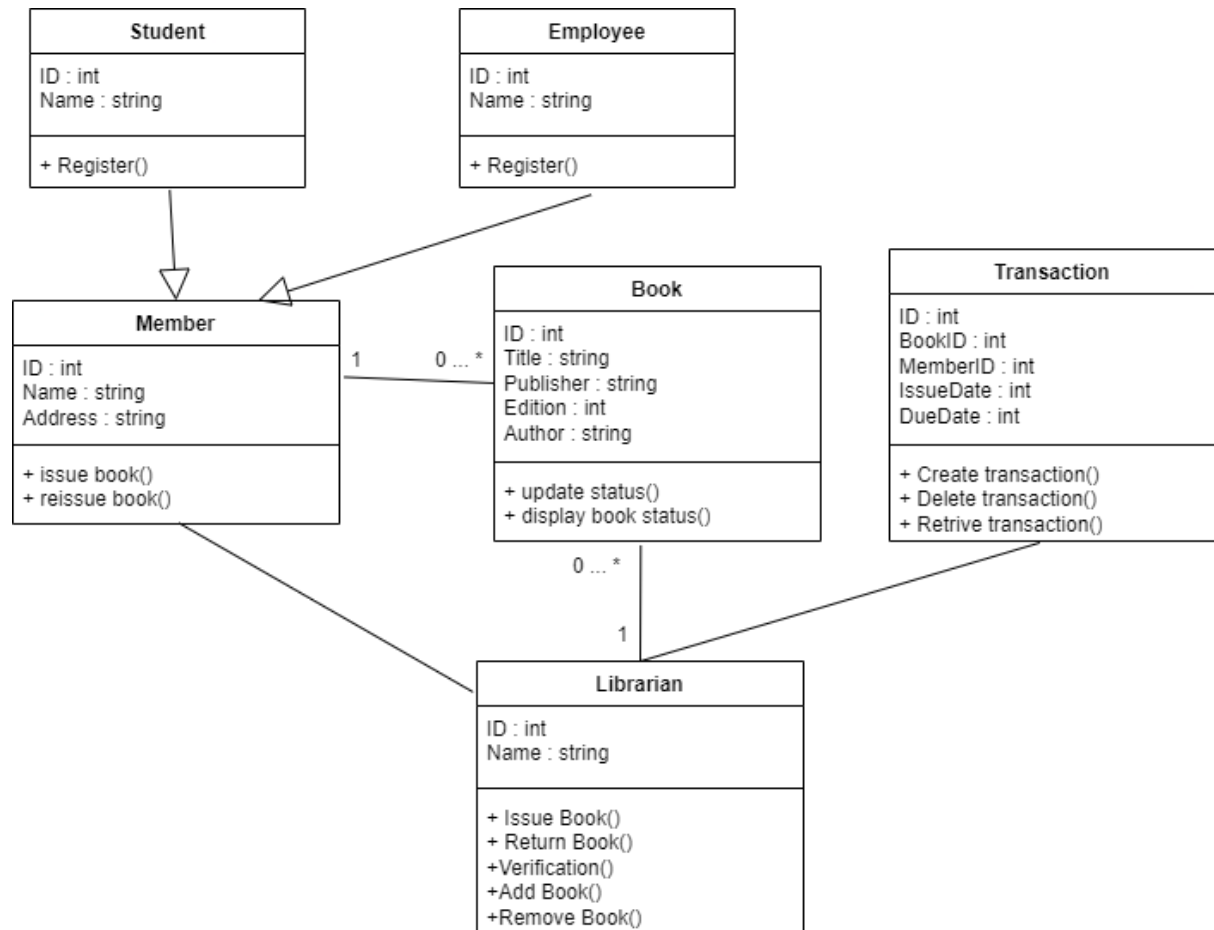 Student
ID : int
Name : string
+ Register()
Employee
ID : int
Name : string
+ Register()
Member
ID : int
Name : string
Address : string
+ issue book()
+ reissue book()
1
0 ... *
Book
ID : int
Title : string
Publisher : string
Edition : int
Author : string
+ update status()
+ display book status()
Transaction
ID : int
BookID : int
MemberID : int
IssueDate : int
DueDate : int
+ Create transaction()
+ Delete transaction()
+ Retrive transaction()
0 ... *
1
Librarian
ID : int
Name : string
+ Issue Book()
+ Return Book()
+Verification()
+Add Book()
+Remove Book()